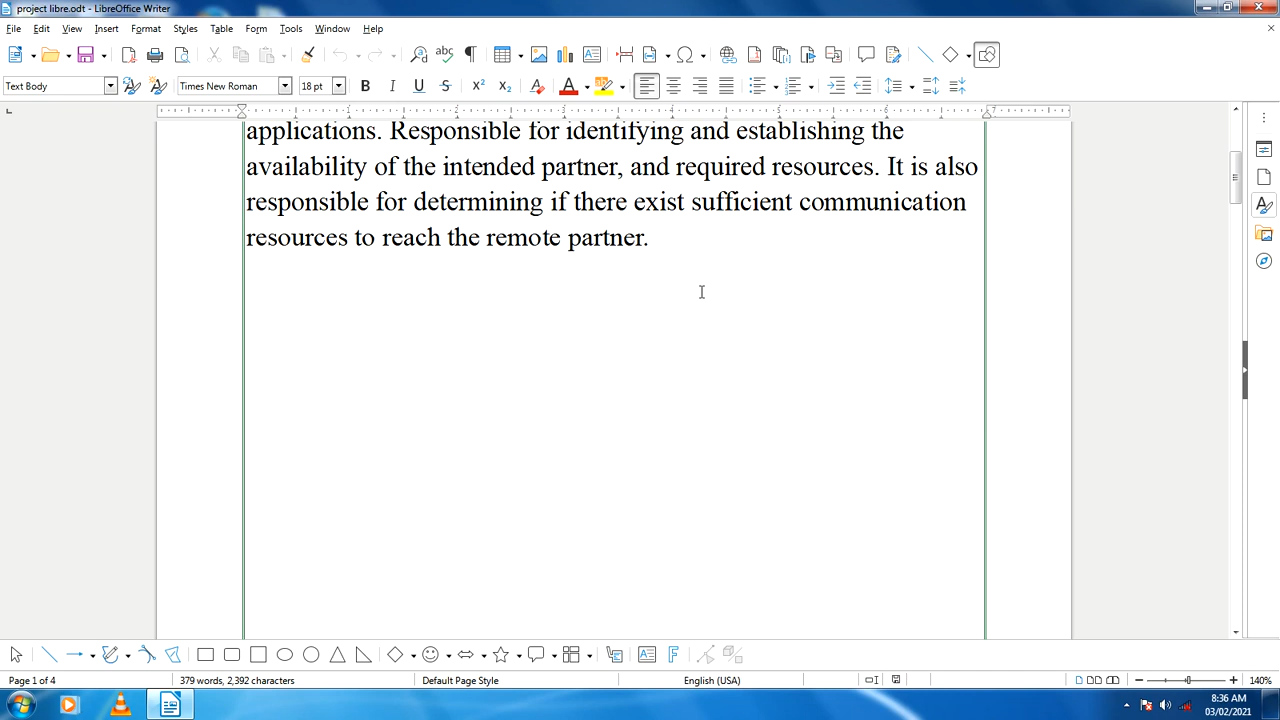 project libre.odt - LibreOffice Writer
File Edit View Insert Format Styles Table Form Tools Window Help
Text Body Times New Roman 18 pt
applications. Responsible for identifying and establishing the
availability of the intended partner, and required resources. It is also
responsible for determining if there exist sufficient communication
resources to reach the remote partner.
Page 1 of 4 379 words, 2,392 characters Default Page Style English (USA) 140%
8:36 AM
03/02/2021